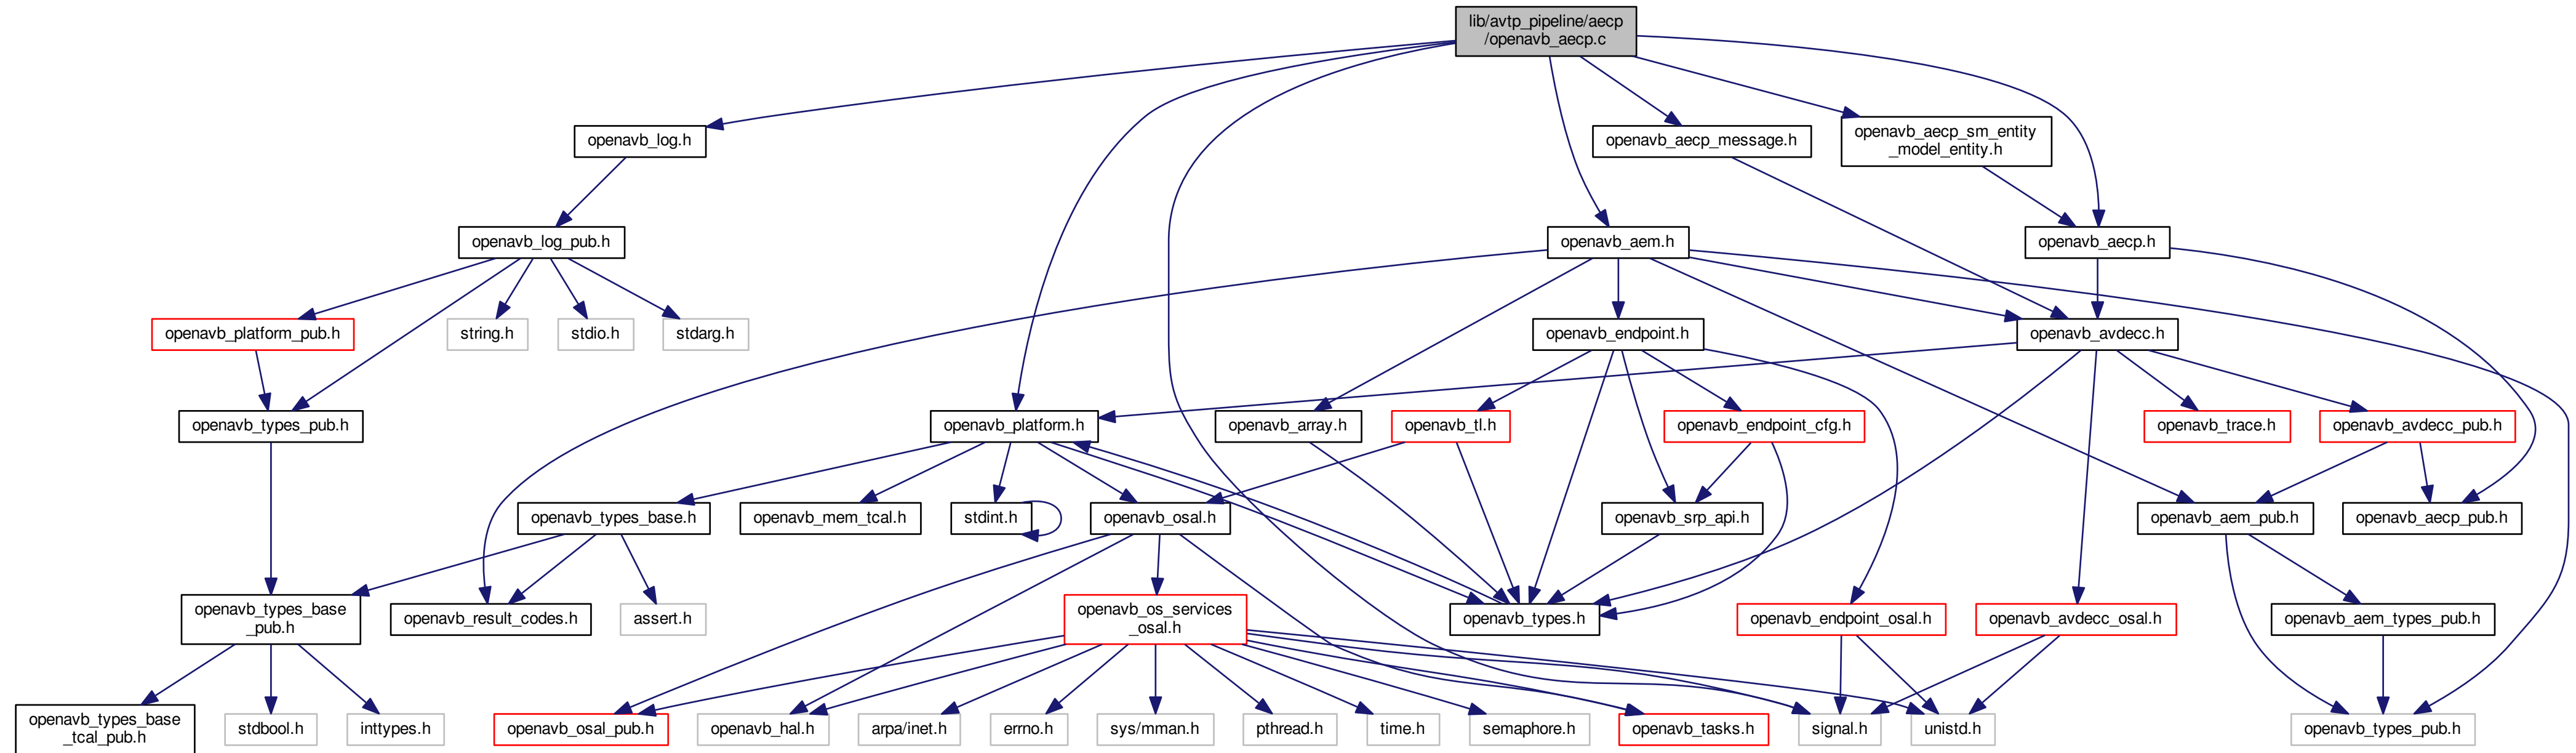 lib/avtp_pipeline/aecp
/openavb_aecp.c
openavb_log.h
openavb_aecp_message.h
openavb_aecp_sm_entity
_model_entity.h
openavb_log_pub.h
openavb_aem.h
openavb_aecp.h
openavb_platform_pub.h
string.h
stdio.h
stdarg.h
openavb_endpoint.h
openavb_avdecc.h
openavb_types_pub.h
openavb_platform.h
openavb_array.h
openavb_tl.h
openavb_endpoint_cfg.h
openavb_trace.h
openavb_avdecc_pub.h
openavb_types_base.h
openavb_mem_tcal.h
stdint.h
openavb_osal.h
openavb_srp_api.h
openavb_aem_pub.h
openavb_aecp_pub.h
openavb_types_base
_pub.h
openavb_result_codes.h
assert.h
openavb_os_services
_osal.h
openavb_types.h
openavb_endpoint_osal.h
openavb_avdecc_osal.h
openavb_aem_types_pub.h
openavb_types_base
_tcal_pub.h
stdbool.h
inttypes.h
openavb_osal_pub.h
openavb_hal.h
arpa/inet.h
errno.h
sys/mman.h
pthread.h
time.h
semaphore.h
openavb_tasks.h
signal.h
unistd.h
openavb_types_pub.h